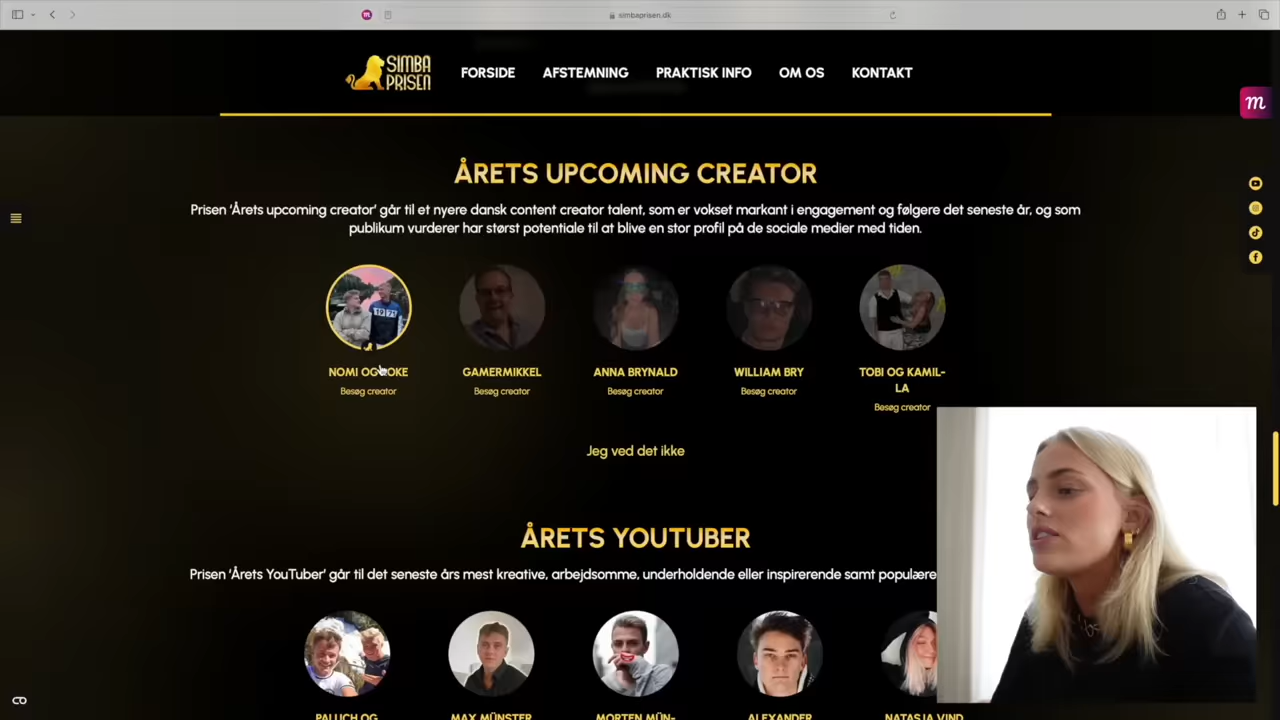 simbaprisen.dk
SIMBA
PRISEN
FORSIDE
AFSTEMNING
PRAKTISK INFO
OM OS
KONTAKT
m
ÅRETS UPCOMING CREATOR
Prisen ‘Årets upcoming creator’ går til et nyere dansk content creator talent, som er vokset markant i engagement og følgere det seneste år, og som
publikum vurderer har størst potentiale til at blive en stor profil på de sociale medier med tiden.
NOMI OG
GAMERMIKKEL
ANNA BRYNALD
WILLIAM BRY
TOBI OG KAMIL-
LA
Besøg creator
Besøg creator
Besøg creator
Besøg creator
Besøg creator
Jeg ved det ikke
ÅRETS YOUTUBER
Prisen ‘Årets YouTuber’ går til det seneste års mest kreative, arbejdsomme, underholdende eller inspirerende samt populære
PALUCH OG
MAX MÜNSTER
MORTEN MÜN-
ALEXANDER
NATASJA VIND